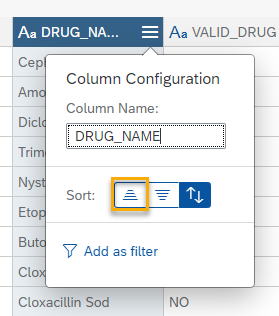 Aa DRUG_NA... Aa VALID_DRUG
Ceph
Column Configuration
Amo
Column Name:
Diclo
DRUG_NAME
Trime
Nyst
Sort:
Etop
Buto
Add as filter
Clox
Cloxacillin Sod NO